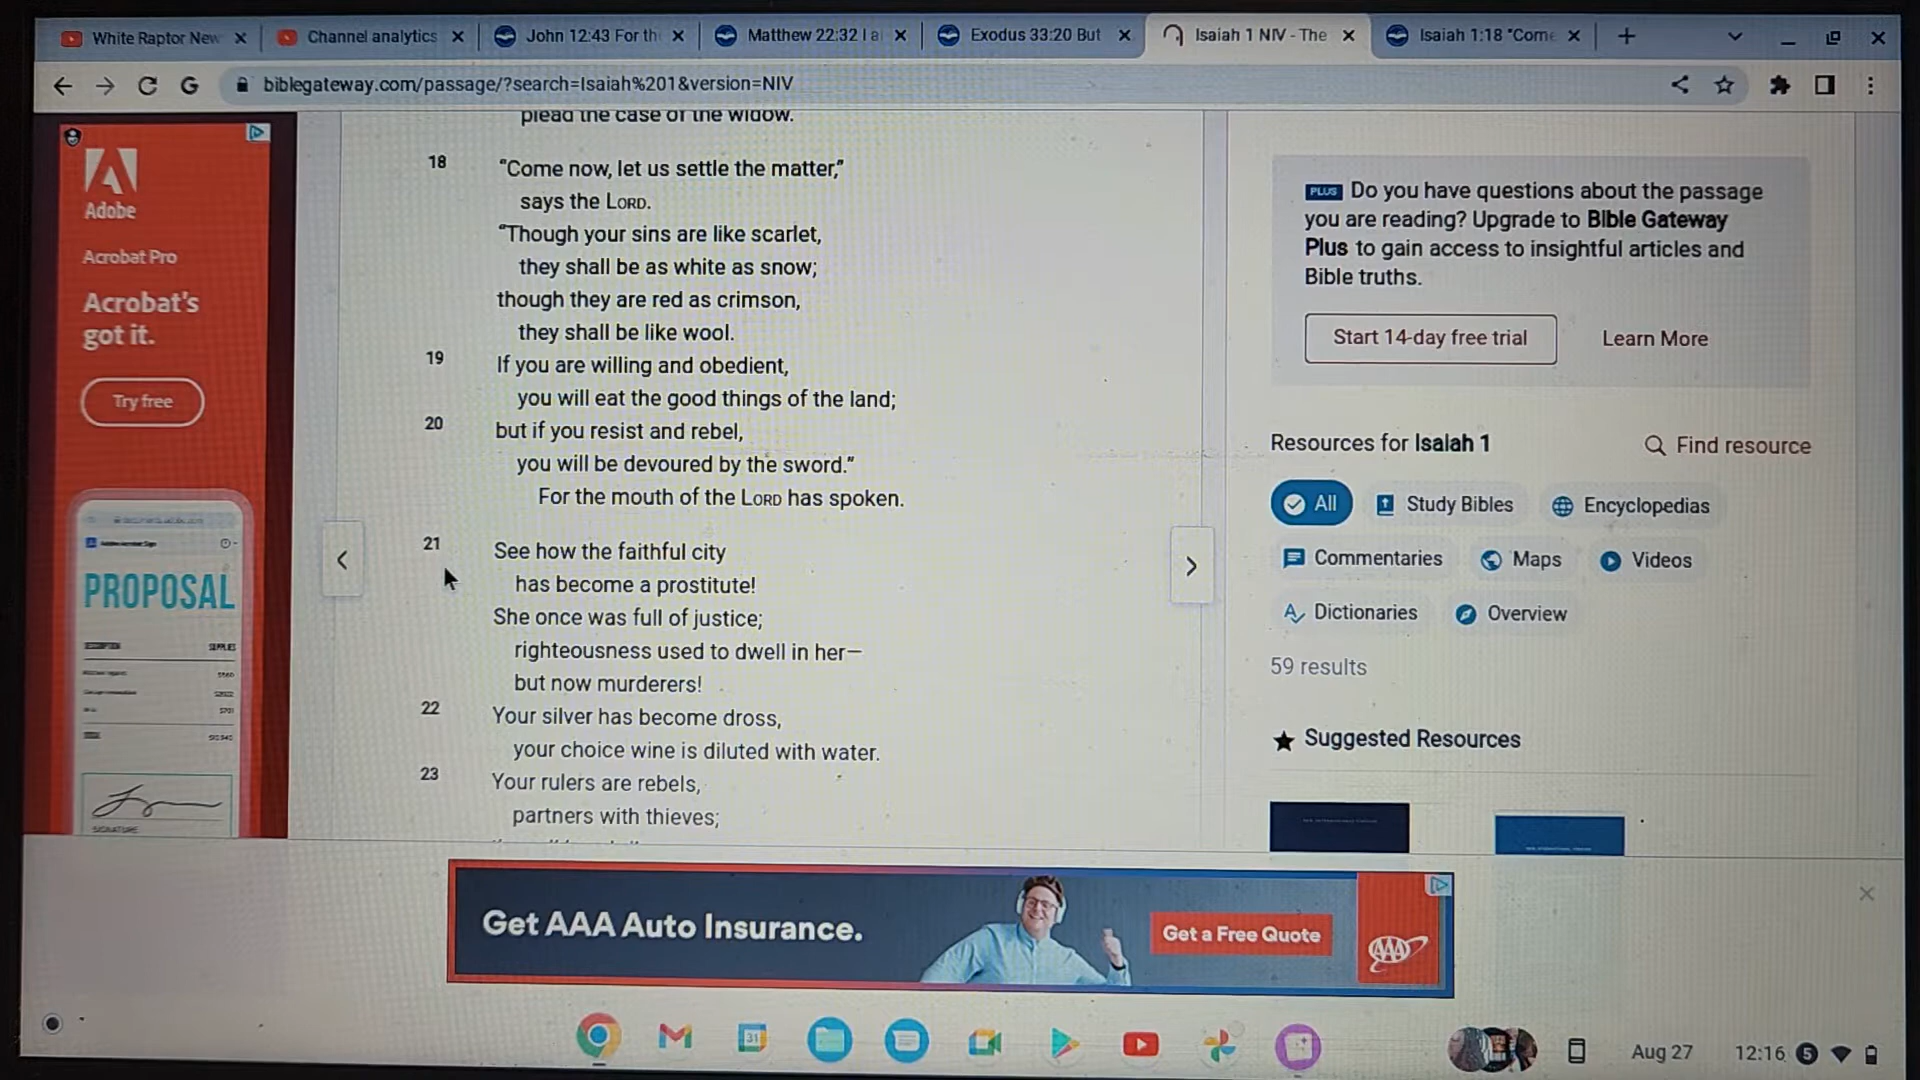 White Raptor New
Channel analytics
John 12:43 For th
Matthew 22:32 I a
Exodus 33:20 But
Isaiah 1 NIV - The
Isaiah 1:18 "Come
biblegateway.com/passage/?search=Isaiah%201&version=NIV
plead the case of the widow.
18 "Come now, let us settle the matter,"
says the LORD.
"Though your sins are like scarlet,
they shall be as white as snow;
though they are red as crimson,
they shall be like wool.
19 If you are willing and obedient,
you will eat the good things of the land;
20 but if you resist and rebel,
you will be devoured by the sword."
For the mouth of the LORD has spoken.
21 See how the faithful city
has become a prostitute!
She once was full of justice;
righteousness used to dwell in her—
but now murderers!
22 Your silver has become dross,
your choice wine is diluted with water.
23 Your rulers are rebels,
partners with thieves;
Adobe
Acrobat Pro
Acrobat's
got it.
Try free
PROPOSAL
SIGNATURE
PLUS Do you have questions about the passage
you are reading? Upgrade to Bible Gateway
Plus to gain access to insightful articles and
Bible truths.
Start 14-day free trial
Learn More
Resources for Isaiah 1
Find resource
All
Study Bibles
Encyclopedias
Commentaries
Maps
Videos
Dictionaries
Overview
59 results
Suggested Resources
Get AAA Auto Insurance.
Get a Free Quote
AAA
31
Aug 27
12:16
5